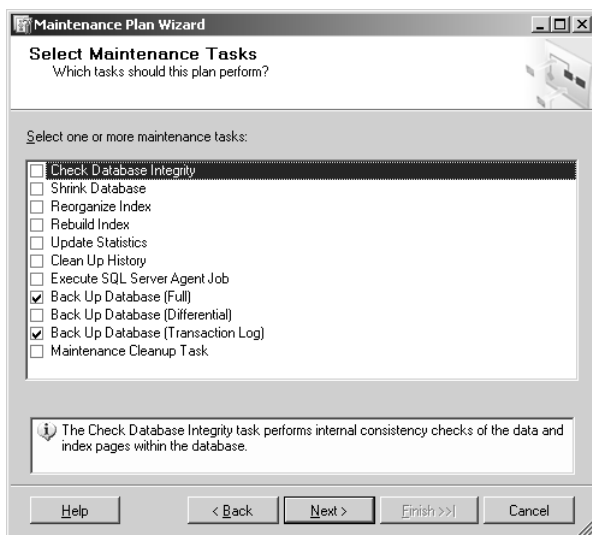 Maintenance Plan Wizard
Select Maintenance Tasks
Which tasks should this plan perform?
Select one or more maintenance tasks:
Check Database Integrity
Shrink Database
Reorganize Index
Rebuild Index
Update Statistics
Clean Up History
Execute SQL Server Agent Job
Back Up Database (Full)
Back Up Database (Differential)
Back Up Database (Transaction Log)
Maintenance Cleanup Task
The Check Database Integrity task performs internal consistency checks of the data and
index pages within the database.
Help
< Back
Next >
Finish >>|
Cancel